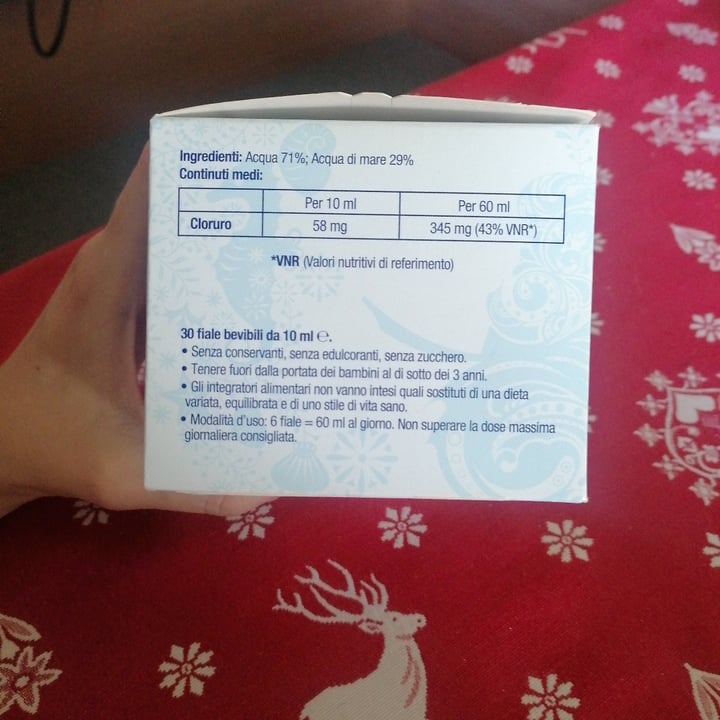 Ingredienti: Acqua 71%; Acqua di mare 29%
Continuti medi:
Per 10 ml Per 60 ml
Cloruro 58 mg 345 mg (43% VNR*)
*VNR (Valori nutritivi di riferimento)
30 fiale bevibili da 10 ml ℮.
• Senza conservanti, senza edulcoranti, senza zucchero.
• Tenere fuori dalla portata dei bambini al di sotto dei 3 anni.
• Gli integratori alimentari non vanno intesi quali sostituti di una dieta
variata, equilibrata e di uno stile di vita sano.
• Modalità d'uso: 6 fiale = 60 ml al giorno. Non superare la dose massima
giornaliera consigliata.